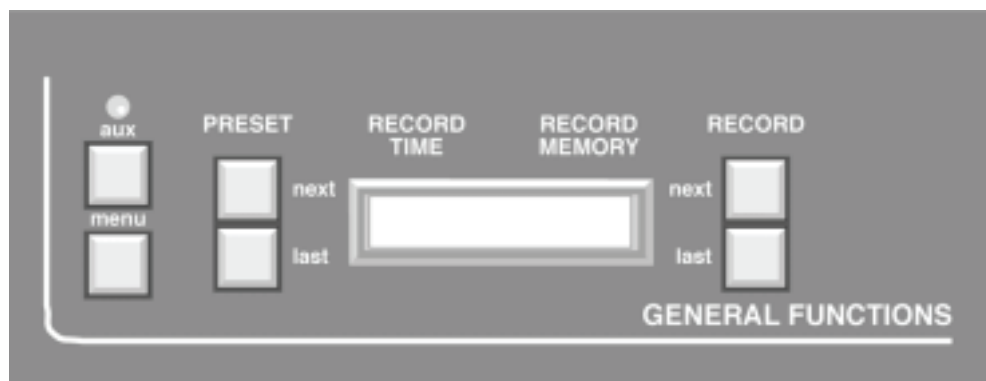 aux
menu
PRESET
next
last
RECORD
TIME
RECORD
MEMORY
RECORD
next
last
GENERAL FUNCTIONS